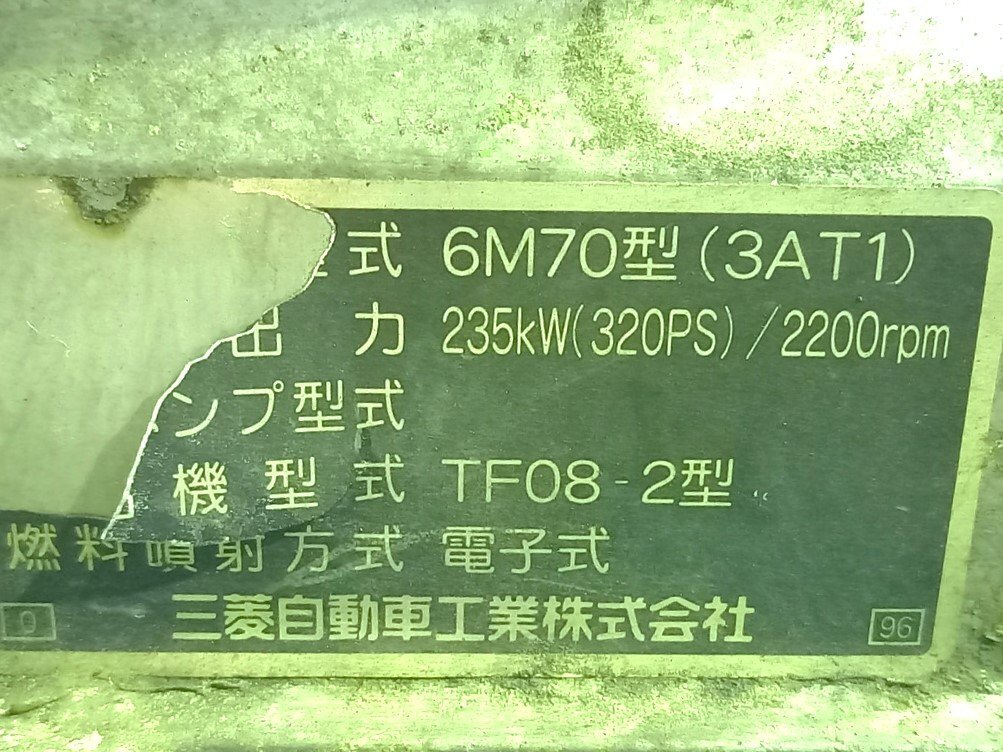 型式 6M70型(3AT1)
出力 235kW(320PS)/2200rpm
ンプ型式
機型式 TF08-2型
燃料噴射方式 電子式
三菱自動車工業株式会社
96